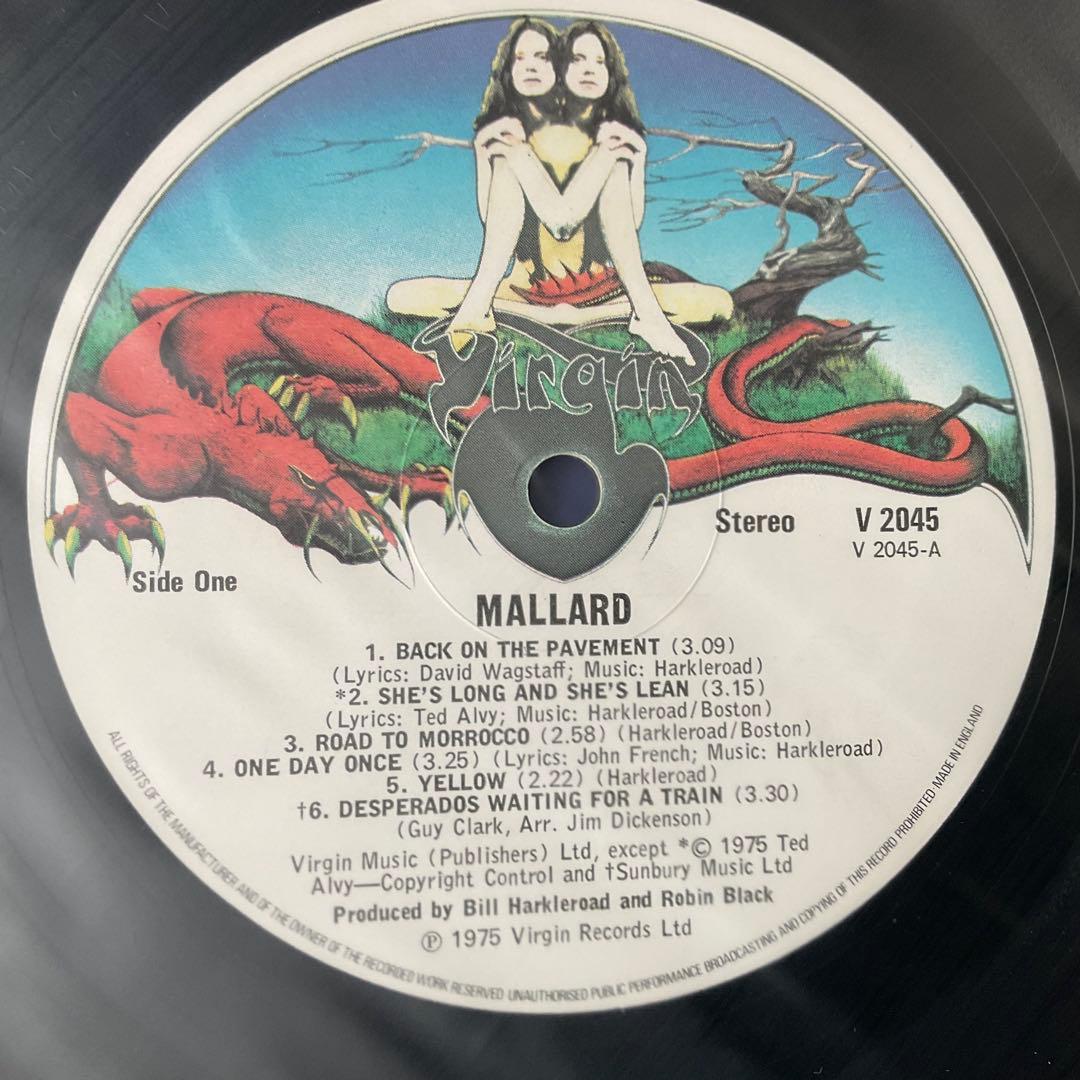 Virgin
Stereo V 2045
V 2045-A
Side One
MALLARD
1. BACK ON THE PAVEMENT (3.09)
(Lyrics: David Wagstaff; Music: Harkleroad)
*2. SHE'S LONG AND SHE'S LEAN (3.15)
(Lyrics: Ted Alvy; Music: Harkleroad/Boston)
3. ROAD TO MORROCCO (2.58) (Harkleroad/Boston)
4. ONE DAY ONCE (3.25) (Lyrics: John French; Music: Harkleroad)
5. YELLOW (2.22) (Harkleroad)
†6. DESPERADOS WAITING FOR A TRAIN (3.30)
(Guy Clark, Arr. Jim Dickenson)
Virgin Music (Publishers) Ltd, except *© 1975 Ted
Alvy—Copyright Control and †Sunbury Music Ltd
Produced by Bill Harkleroad and Robin Black
℗ 1975 Virgin Records Ltd
ALL RIGHTS OF THE MANUFACTURER AND OF THE OWNER OF THE RECORDED WORK RESERVED UNAUTHORISED PUBLIC PERFORMANCE BROADCASTING AND COPYING OF THIS RECORD PROHIBITED·MADE IN ENGLAND